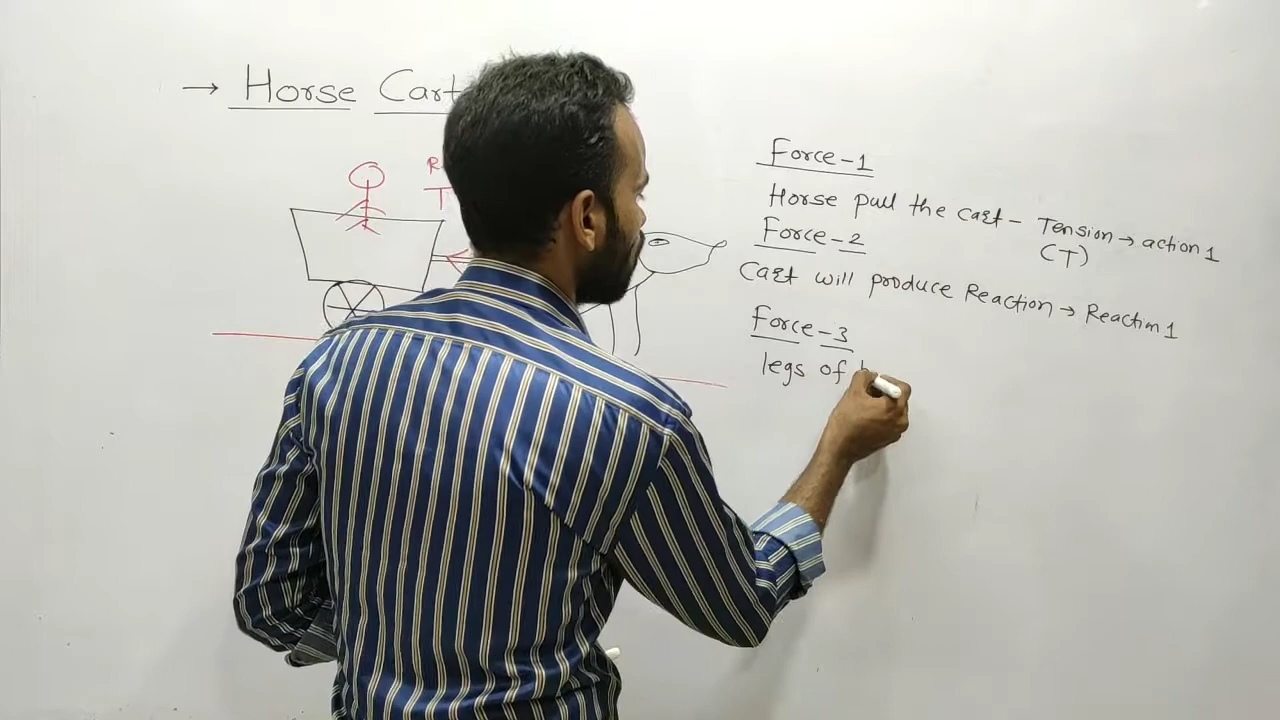 → Horse Cart
R
T
Force-1
Horse pull the cart - Tension → action 1
(T)
Force-2
Cart will produce Reaction → Reaction 1
Force-3
legs of h